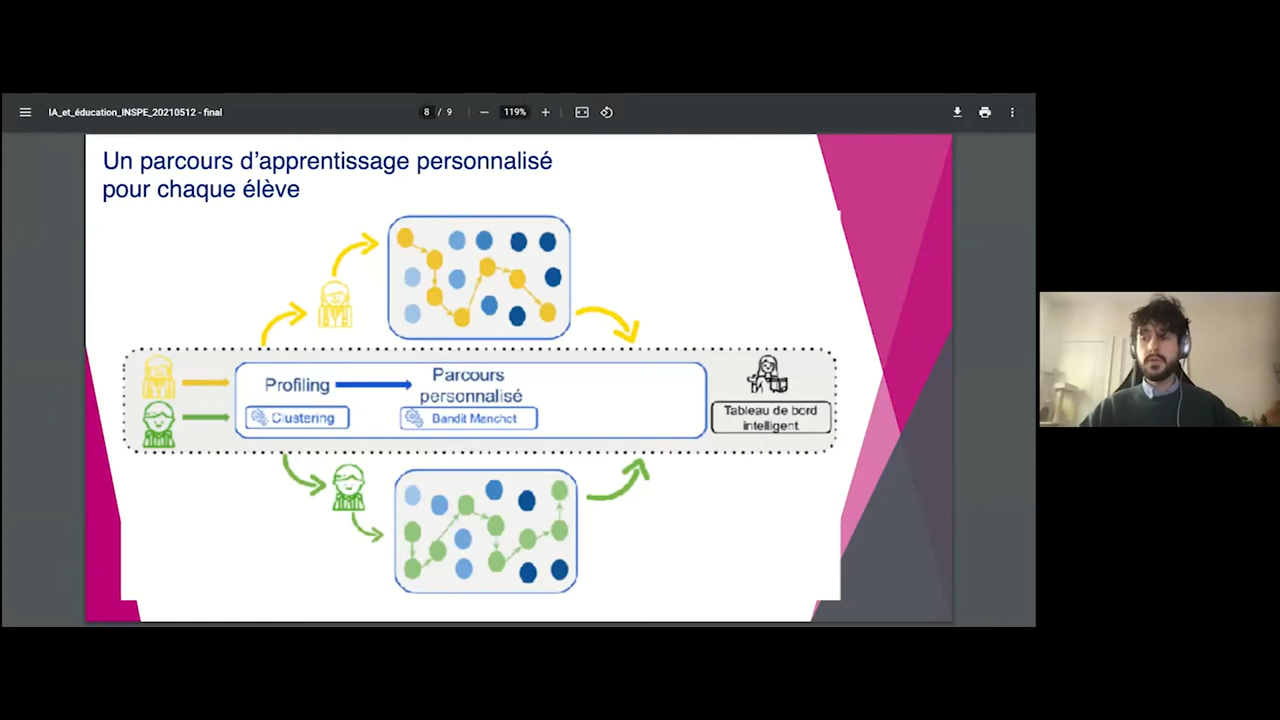 IA_et_éducation_INSPE_20210512 - final
8 / 9
119%
Un parcours d'apprentissage personnalisé
pour chaque élève
Profiling
Parcours
personnalisé
Clustering
Bandit Manchot
Tableau de bord
intelligent